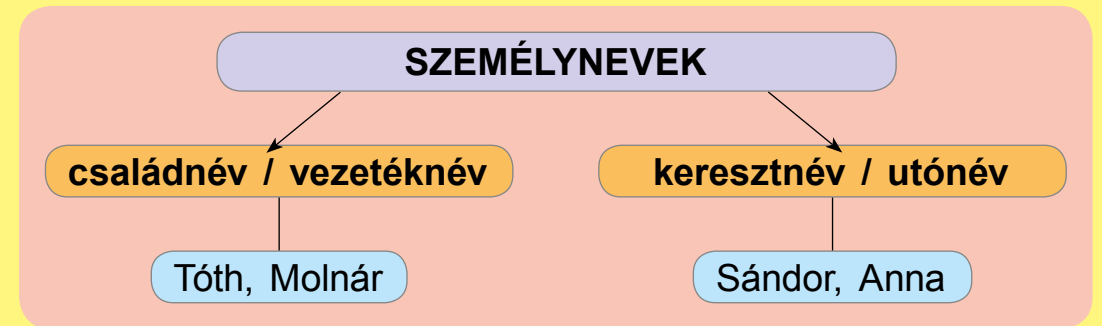 SZEMÉLYNEVEK
családnév / vezetéknév
keresztnév / utónév
Tóth, Molnár
Sándor, Anna